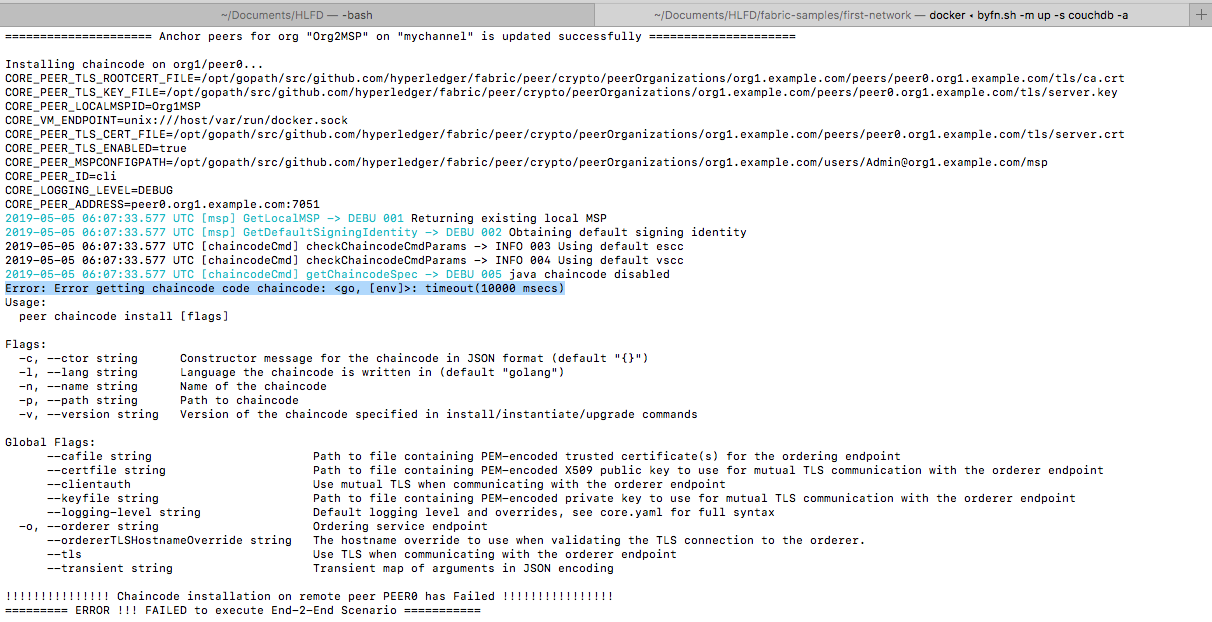 ~/Documents/HLFD — -bash
~/Documents/HLFD/fabric-samples/first-network — docker ◂ byfn.sh -m up -s couchdb -a
===================== Anchor peers for org "Org2MSP" on "mychannel" is updated successfully =====================
Installing chaincode on org1/peer0...
CORE_PEER_TLS_ROOTCERT_FILE=/opt/gopath/src/github.com/hyperledger/fabric/peer/crypto/peerOrganizations/org1.example.com/peers/peer0.org1.example.com/tls/ca.crt
CORE_PEER_TLS_KEY_FILE=/opt/gopath/src/github.com/hyperledger/fabric/peer/crypto/peerOrganizations/org1.example.com/peers/peer0.org1.example.com/tls/server.key
CORE_PEER_LOCALMSPID=Org1MSP
CORE_VM_ENDPOINT=unix:///host/var/run/docker.sock
CORE_PEER_TLS_CERT_FILE=/opt/gopath/src/github.com/hyperledger/fabric/peer/crypto/peerOrganizations/org1.example.com/peers/peer0.org1.example.com/tls/server.crt
CORE_PEER_TLS_ENABLED=true
CORE_PEER_MSPCONFIGPATH=/opt/gopath/src/github.com/hyperledger/fabric/peer/crypto/peerOrganizations/org1.example.com/users/Admin@org1.example.com/msp
CORE_PEER_ID=cli
CORE_LOGGING_LEVEL=DEBUG
CORE_PEER_ADDRESS=peer0.org1.example.com:7051
2019-05-05 06:07:33.577 UTC [msp] GetLocalMSP -> DEBU 001 Returning existing local MSP
2019-05-05 06:07:33.577 UTC [msp] GetDefaultSigningIdentity -> DEBU 002 Obtaining default signing identity
2019-05-05 06:07:33.577 UTC [chaincodeCmd] checkChaincodeCmdParams -> INFO 003 Using default escc
2019-05-05 06:07:33.577 UTC [chaincodeCmd] checkChaincodeCmdParams -> INFO 004 Using default vscc
2019-05-05 06:07:33.577 UTC [chaincodeCmd] getChaincodeSpec -> DEBU 005 java chaincode disabled
Error: Error getting chaincode code chaincode: <go, [env]>: timeout(10000 msecs)
Usage:
  peer chaincode install [flags]
Flags:
  -c, --ctor string      Constructor message for the chaincode in JSON format (default "{}")
  -l, --lang string      Language the chaincode is written in (default "golang")
  -n, --name string      Name of the chaincode
  -p, --path string      Path to chaincode
  -v, --version string   Version of the chaincode specified in install/instantiate/upgrade commands
Global Flags:
      --cafile string                       Path to file containing PEM-encoded trusted certificate(s) for the ordering endpoint
      --certfile string                     Path to file containing PEM-encoded X509 public key to use for mutual TLS communication with the orderer endpoint
      --clientauth                          Use mutual TLS when communicating with the orderer endpoint
      --keyfile string                      Path to file containing PEM-encoded private key to use for mutual TLS communication with the orderer endpoint
      --logging-level string                Default logging level and overrides, see core.yaml for full syntax
  -o, --orderer string                      Ordering service endpoint
      --ordererTLSHostnameOverride string   The hostname override to use when validating the TLS connection to the orderer.
      --tls                                 Use TLS when communicating with the orderer endpoint
      --transient string                    Transient map of arguments in JSON encoding
!!!!!!!!!!!!!!! Chaincode installation on remote peer PEER0 has Failed !!!!!!!!!!!!!!!!
========= ERROR !!! FAILED to execute End-2-End Scenario ===========